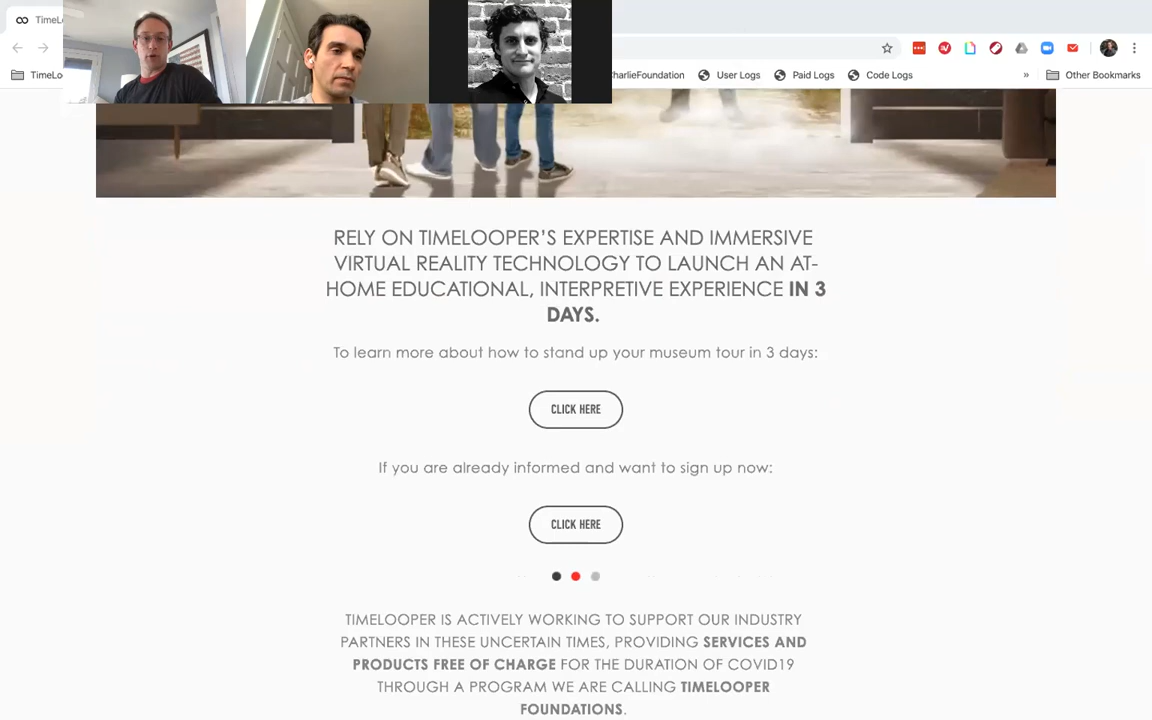 TimeL
TimeLo
CharlieFoundation
User Logs
Paid Logs
Code Logs
»
Other Bookmarks
RELY ON TIMELOOPER'S EXPERTISE AND IMMERSIVE
VIRTUAL REALITY TECHNOLOGY TO LAUNCH AN AT-
HOME EDUCATIONAL, INTERPRETIVE EXPERIENCE IN 3
DAYS.
To learn more about how to stand up your museum tour in 3 days:
CLICK HERE
If you are already informed and want to sign up now:
CLICK HERE
TIMELOOPER IS ACTIVELY WORKING TO SUPPORT OUR INDUSTRY
PARTNERS IN THESE UNCERTAIN TIMES, PROVIDING SERVICES AND
PRODUCTS FREE OF CHARGE FOR THE DURATION OF COVID19
THROUGH A PROGRAM WE ARE CALLING TIMELOOPER
FOUNDATIONS.